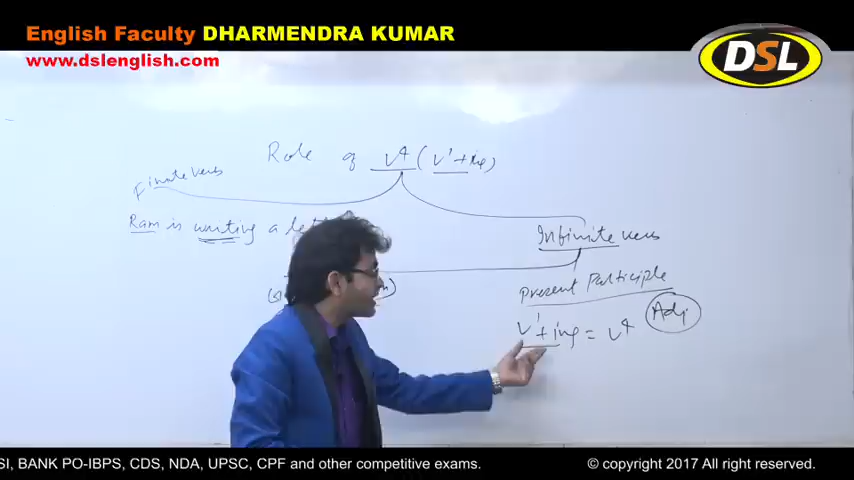 English Faculty DHARMENDRA KUMAR
www.dslenglish.com
DSL
Role of V⁴ (V¹+ing)
Finate verb
Ram is writing a
Infinite verb
Present Participle
V¹+ing = V⁴ Adj
SI, BANK PO-IBPS, CDS, NDA, UPSC, CPF and other competitive exams.
© copyright 2017 All right reserved.